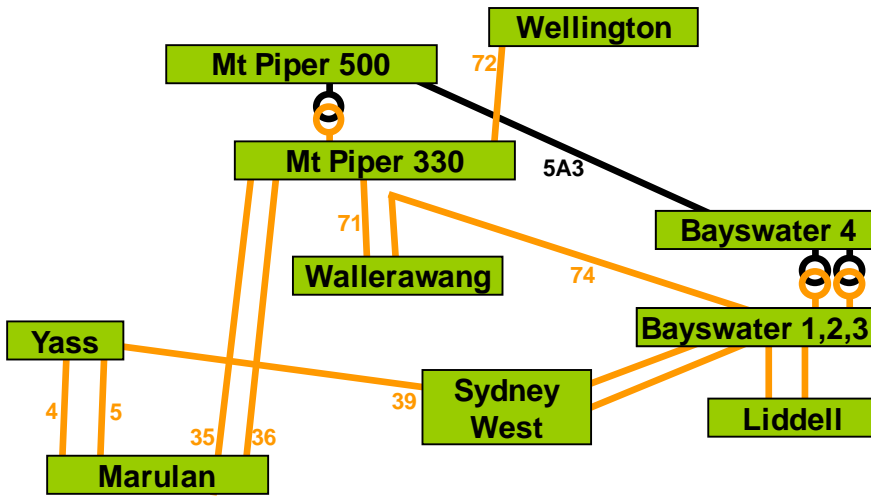 Wellington
Mt Piper 500
72
Mt Piper 330
5A3
71
Bayswater 4
Wallerawang
74
Bayswater 1,2,3
Yass
39
Sydney
West
Liddell
4
5
35
36
Marulan